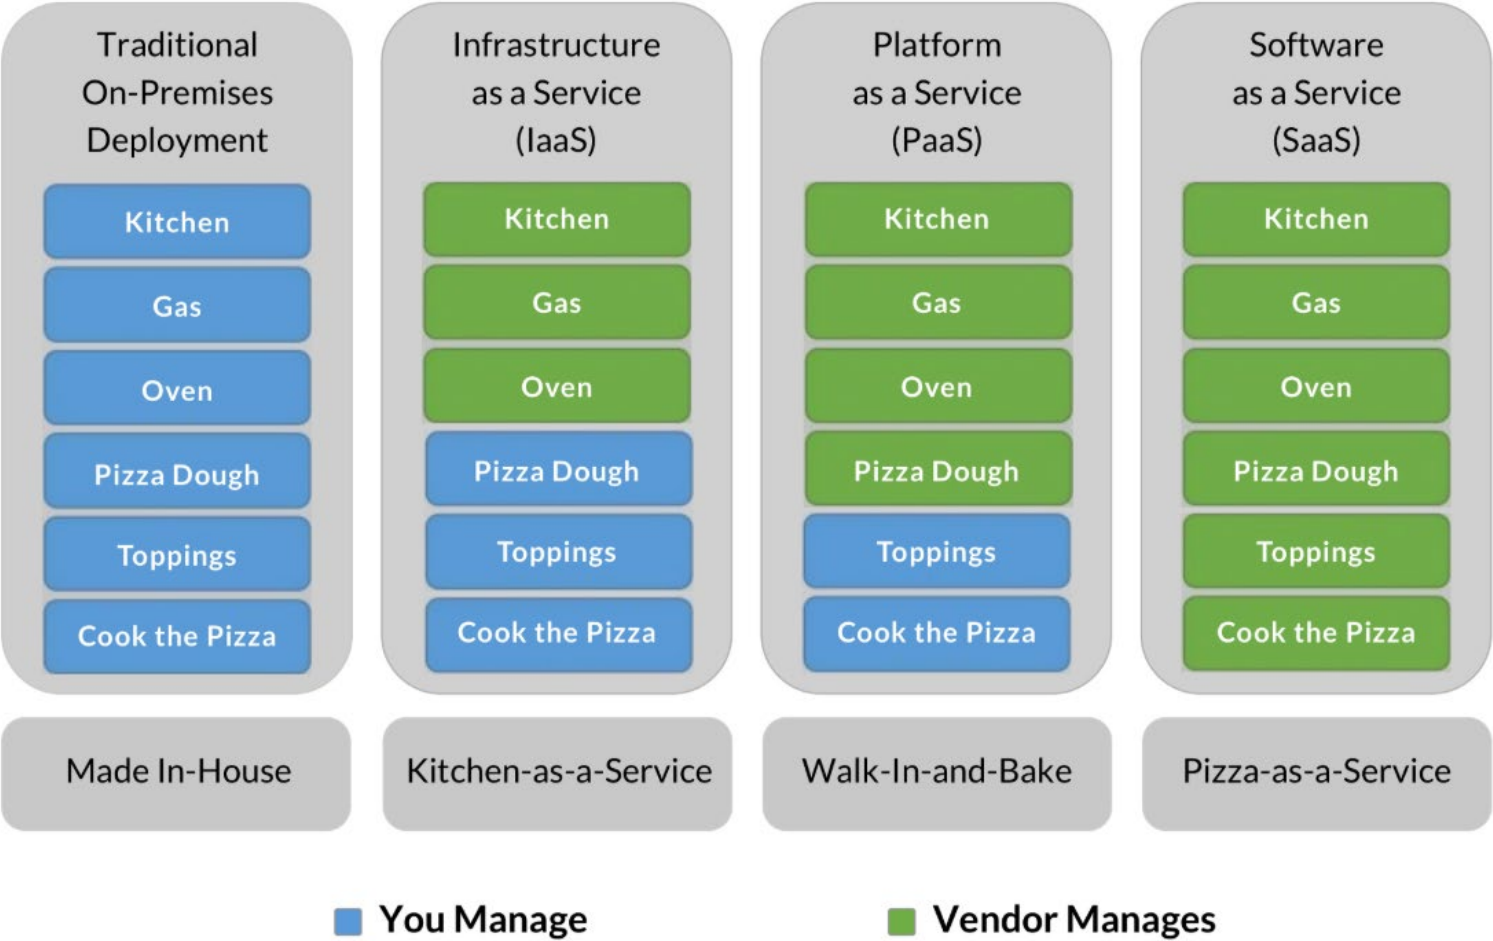 Traditional
On-Premises
Deployment
Kitchen
Gas
Oven
Pizza Dough
Toppings
Cook the Pizza
Made In-House
Infrastructure
as a Service
(IaaS)
Kitchen
Gas
Oven
Pizza Dough
Toppings
Cook the Pizza
Kitchen-as-a-Service
Platform
as a Service
(PaaS)
Kitchen
Gas
Oven
Pizza Dough
Toppings
Cook the Pizza
Walk-In-and-Bake
Software
as a Service
(SaaS)
Kitchen
Gas
Oven
Pizza Dough
Toppings
Cook the Pizza
Pizza-as-a-Service
You Manage
Vendor Manages